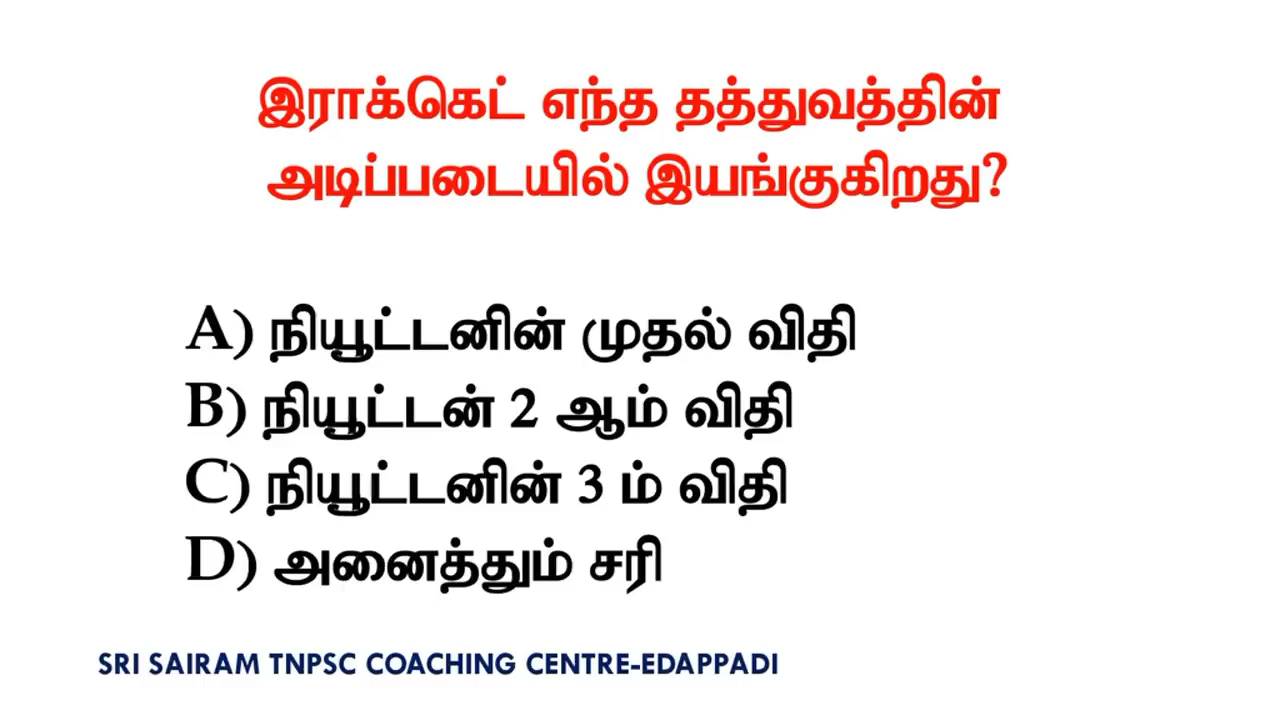 இராக்கெட் எந்த தத்துவத்தின்
அடிப்படையில் இயங்குகிறது?
A) நியூட்டனின் முதல் விதி
B) நியூட்டன் 2 ஆம் விதி
C) நியூட்டனின் 3 ம் விதி
D) அனைத்தும் சரி
SRI SAIRAM TNPSC COACHING CENTRE-EDAPPADI